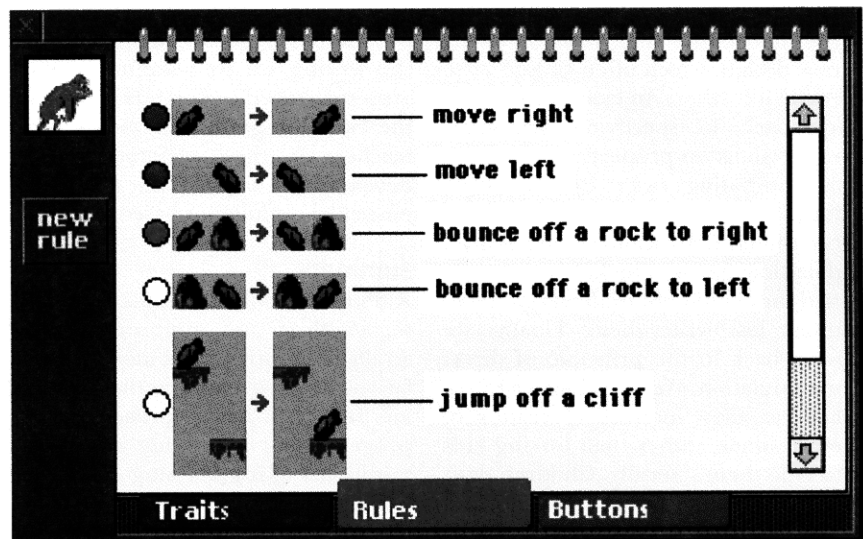 move right
move left
new
rule
bounce off a rock to right
bounce off a rock to left
jump off a cliff
Traits
Rules
Buttons